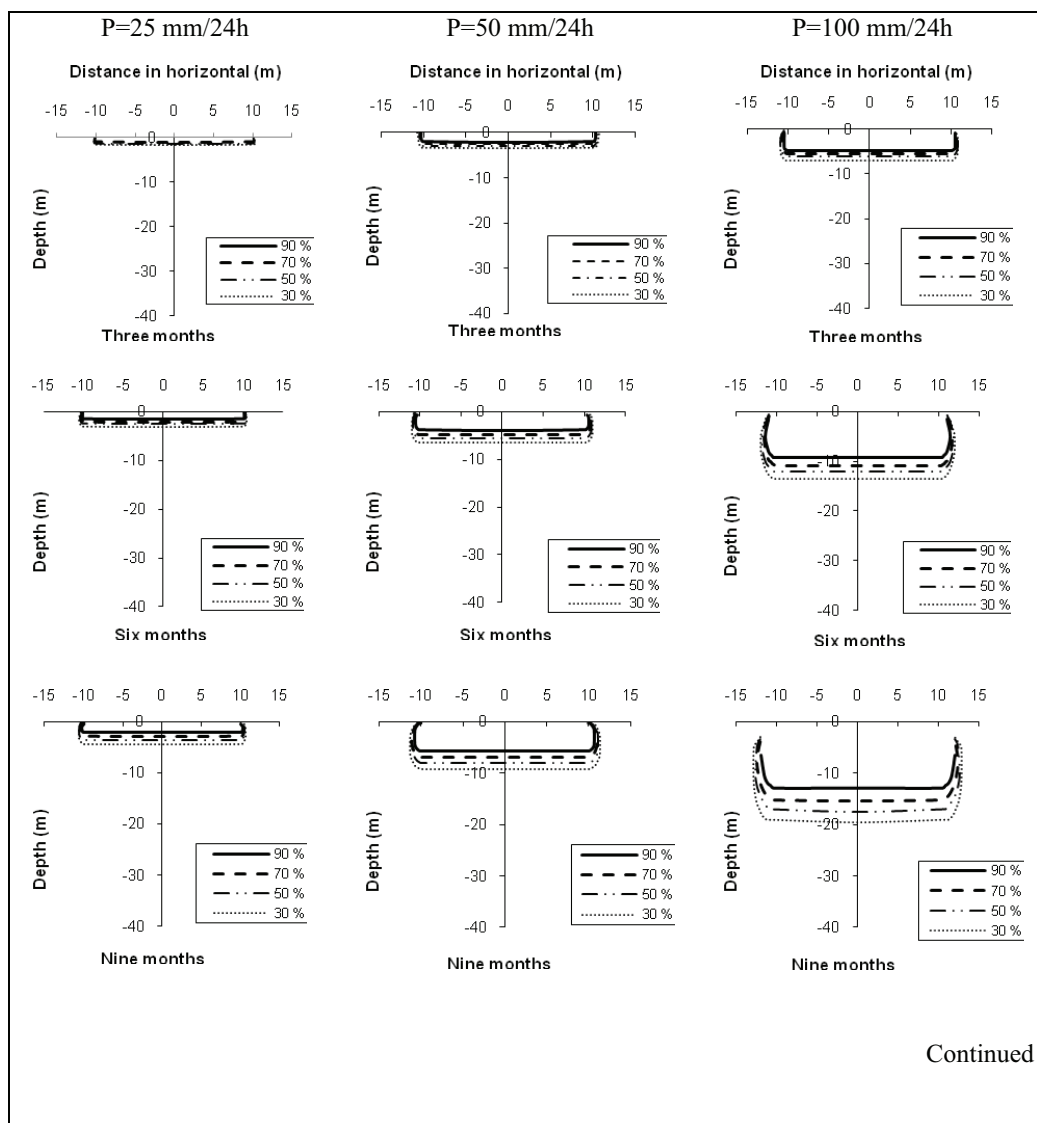 P=25 mm/24h P=50 mm/24h P=100 mm/24h
Distance in horizontal (m) Distance in horizontal (m) Distance in horizontal (m)
-15 -10 -5 0 5 10 15 -15 -10 -5 0 5 10 15 -15 -10 -5 0 5 10 15
0 0 0
-10 -10 -10
-20 -20 -20
-30 -30 -30
-40 -40 -40
Depth (m) Depth (m) Depth (m)
90 % 90 % 90 %
70 % 70 % 70 %
50 % 50 % 50 %
30 % 30 % 30 %
Three months Three months Three months
-15 -10 -5 0 5 10 15 -15 -10 -5 0 5 10 15 -15 -10 -5 0 5 10 15
0 0 0
-10 -10 -10
-20 -20 -20
-30 -30 -30
-40 -40 -40
Depth (m) Depth (m) Depth (m)
90 % 90 % 90 %
70 % 70 % 70 %
50 % 50 % 50 %
30 % 30 % 30 %
Six months Six months Six months
-15 -10 -5 0 5 10 15 -15 -10 -5 0 5 10 15 -15 -10 -5 0 5 10 15
0 0 0
-10 -10 -10
-20 -20 -20
-30 -30 -30
-40 -40 -40
Depth (m) Depth (m) Depth (m)
90 % 90 % 90 %
70 % 70 % 70 %
50 % 50 % 50 %
30 % 30 % 30 %
Nine months Nine months Nine months
Continued